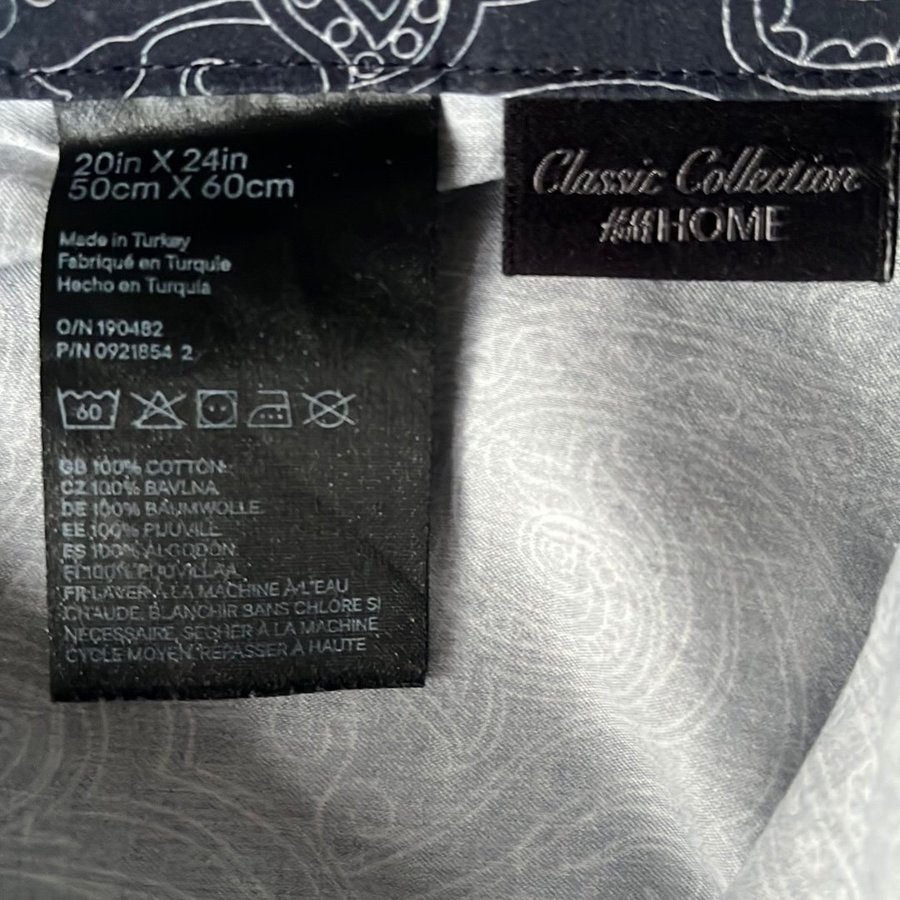 20in X 24in
50cm X 60cm
Made in Turkey
Fabriqué en Turquie
Hecho en Turquía
O/N 190482
P/N 0921854 2
60
GB 100% COTTON
CZ 100% BAVLNA
DE 100% BAUMWOLLE
EE 100% PUUVILL
ES 100% ALGODON
FI 100% PUUVILLAA
FR LAVER À LA MACHINE À L'EAU
CHAUDE, BLANCHIR SANS CHLORE SI
NÉCESSAIRE, SÉCHER À LA MACHINE
CYCLE MOYEN, REPASSER À HAUTE
Classic Collection
H&M HOME